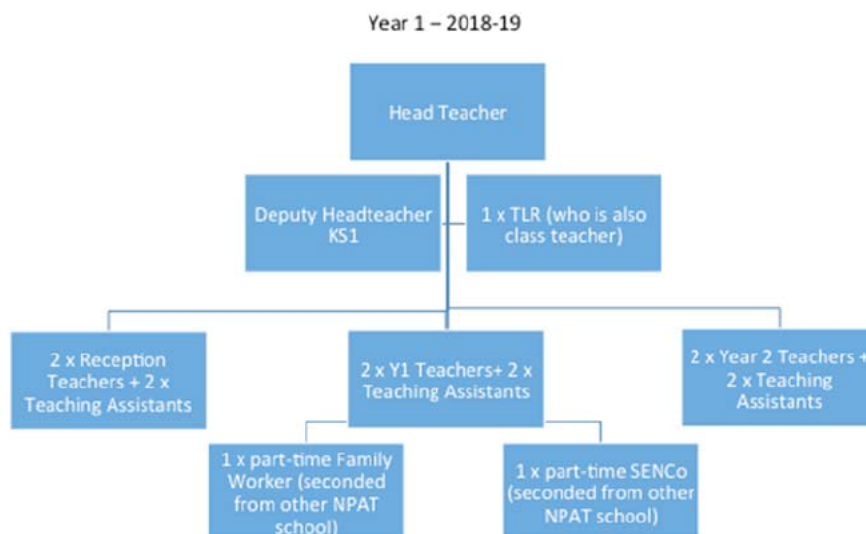 Year 1 – 2018-19
Head Teacher
Deputy Headteacher
KS1
1 x TLR (who is also
class teacher)
2 x Reception
Teachers + 2 x
Teaching Assistants
2 x Y1 Teachers+ 2 x
Teaching Assistants
2 x Year 2 Teachers +
2 x Teaching
Assistants
1 x part-time Family
Worker (seconded
from other NPAT
school)
1 x part-time SENCo
(seconded from other
NPAT school)